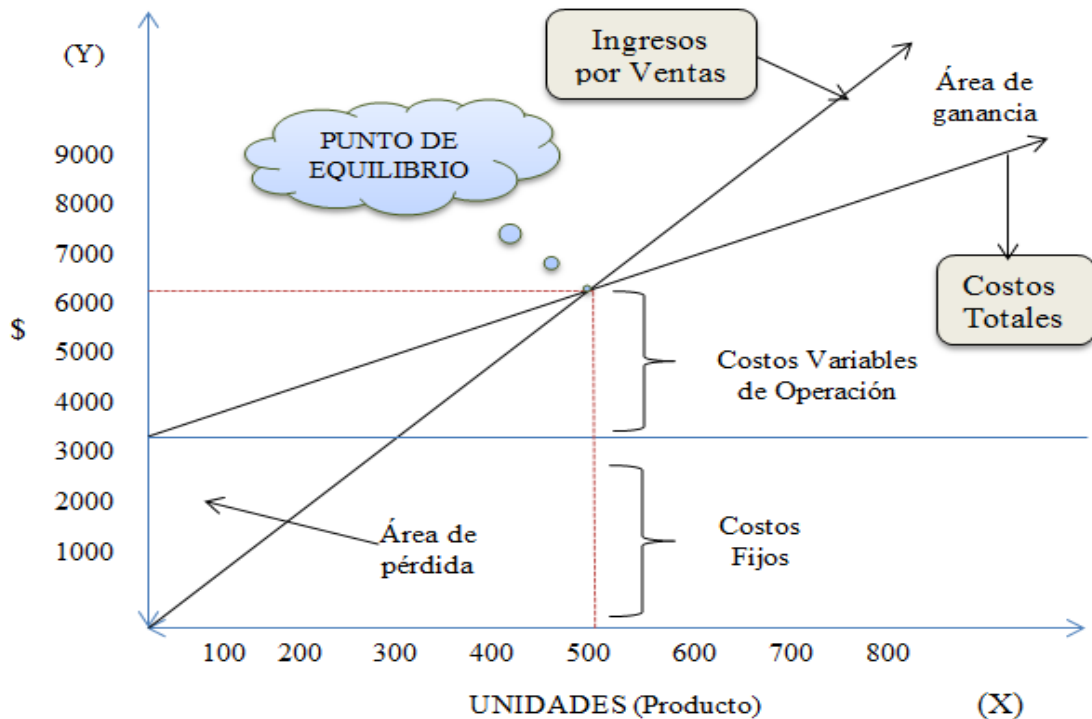 (Y)
Ingresos
por Ventas
Área de
ganancia
PUNTO DE
EQUILIBRIO
9000
8000
7000
6000
5000
4000
3000
2000
1000
$
Costos
Totales
Costos Variables
de Operación
Área de
pérdida
Costos
Fijos
100 200 300 400 500 600 700 800
UNIDADES (Producto) (X)